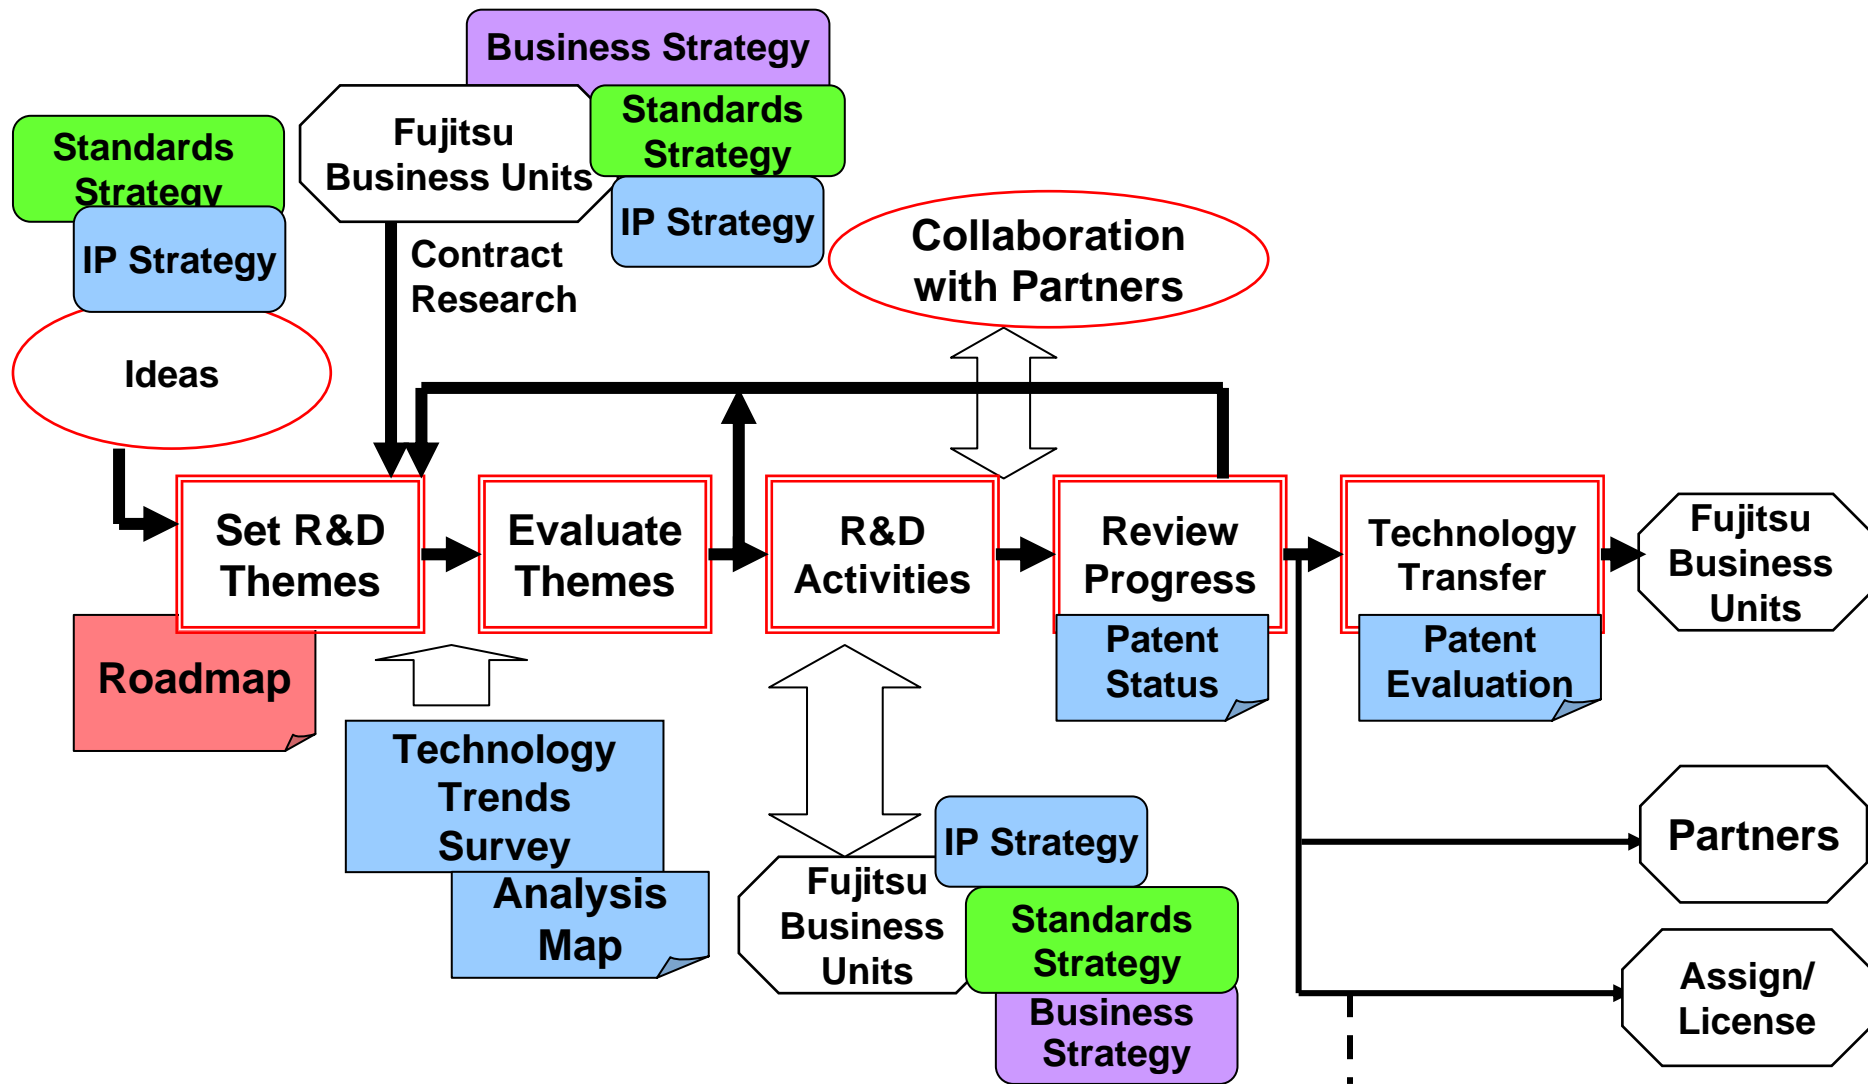 Business Strategy
Standards
Strategy
IP Strategy
Fujitsu
Business Units
Standards
Strategy
IP Strategy
Contract
Research
Collaboration
with Partners
Ideas
Set R&D
Themes
Evaluate
Themes
R&D
Activities
Review
Progress
Technology
Transfer
Fujitsu
Business
Units
Roadmap
Patent
Status
Patent
Evaluation
Technology
Trends
Survey
Analysis
Map
Fujitsu
Business
Units
IP Strategy
Standards
Strategy
Business
Strategy
Partners
Assign/
License